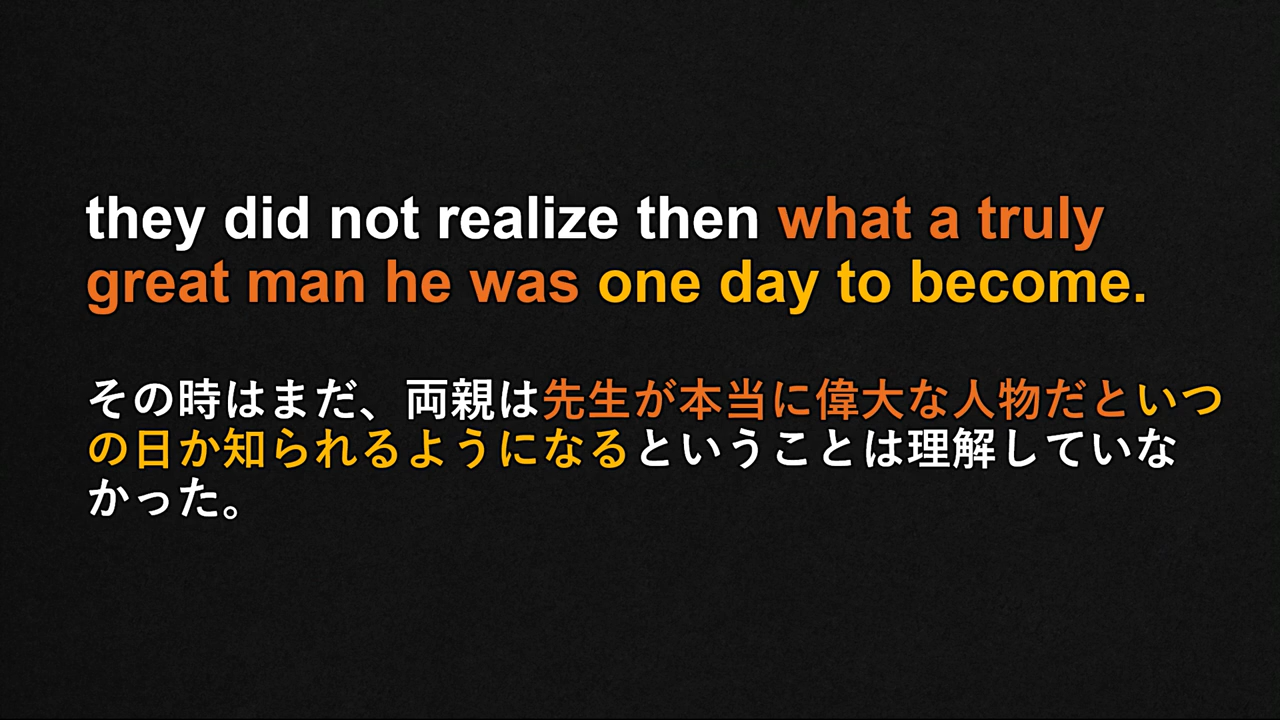 they did not realize then what a truly
great man he was one day to become.
その時はまだ、両親は先生が本当に偉大な人物だといつ
の日か知られるようになるということは理解していな
かった。